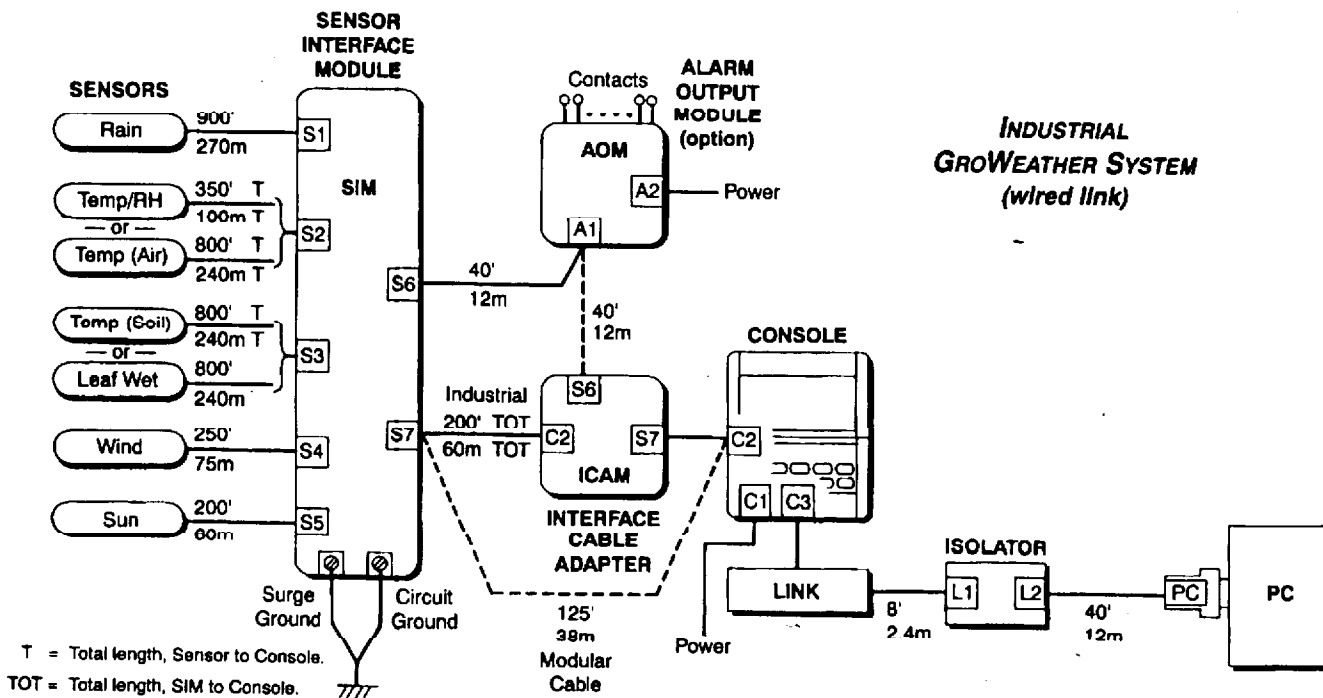 SENSORS
Rain
900'
270m
Temp/RH
350' T
100m T
— or —
Temp (Air)
800' T
240m T
Temp (Soil)
800' T
240m T
— or —
Leaf Wet
800'
240m
Wind
250'
75m
Sun
200'
60m
SENSOR
INTERFACE
MODULE
SIM
S1
S2
S3
S4
S5
S6
S7
Surge
Ground
Circuit
Ground
T = Total length, Sensor to Console.
TOT = Total length, SIM to Console.
Contacts
ALARM
OUTPUT
MODULE
(option)
AOM
A2
Power
A1
40'
12m
40'
12m
Industrial
200' TOT
60m TOT
S6
C2
S7
ICAM
INTERFACE
CABLE
ADAPTER
125'
38m
Modular
Cable
INDUSTRIAL
GROWEATHER SYSTEM
(wired link)
CONSOLE
C2
C1
C3
Power
LINK
8'
2.4m
ISOLATOR
L1
L2
40'
12m
PC
PC